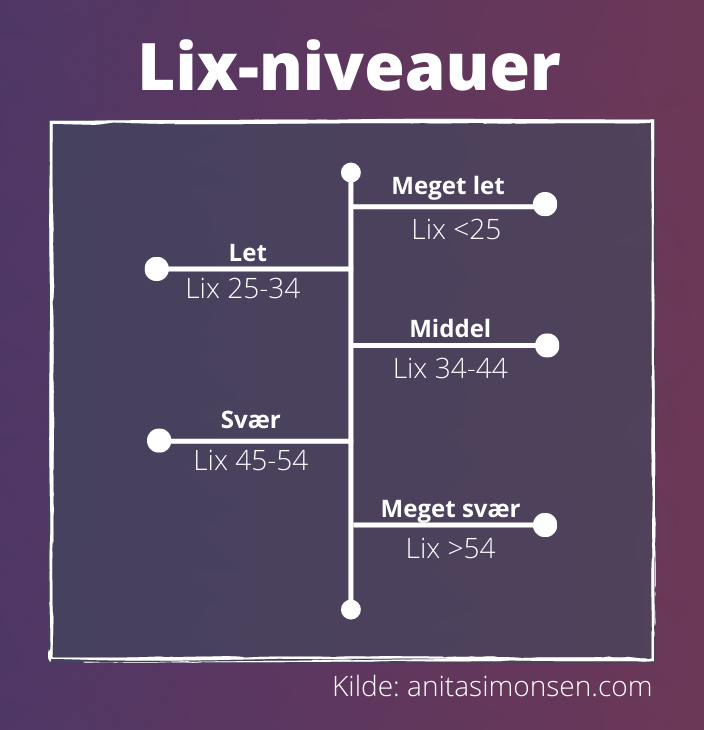 Lix-niveauer
Meget let
Lix <25
Let
Lix 25-34
Middel
Lix 34-44
Svær
Lix 45-54
Meget svær
Lix >54
Kilde: anitasimonsen.com